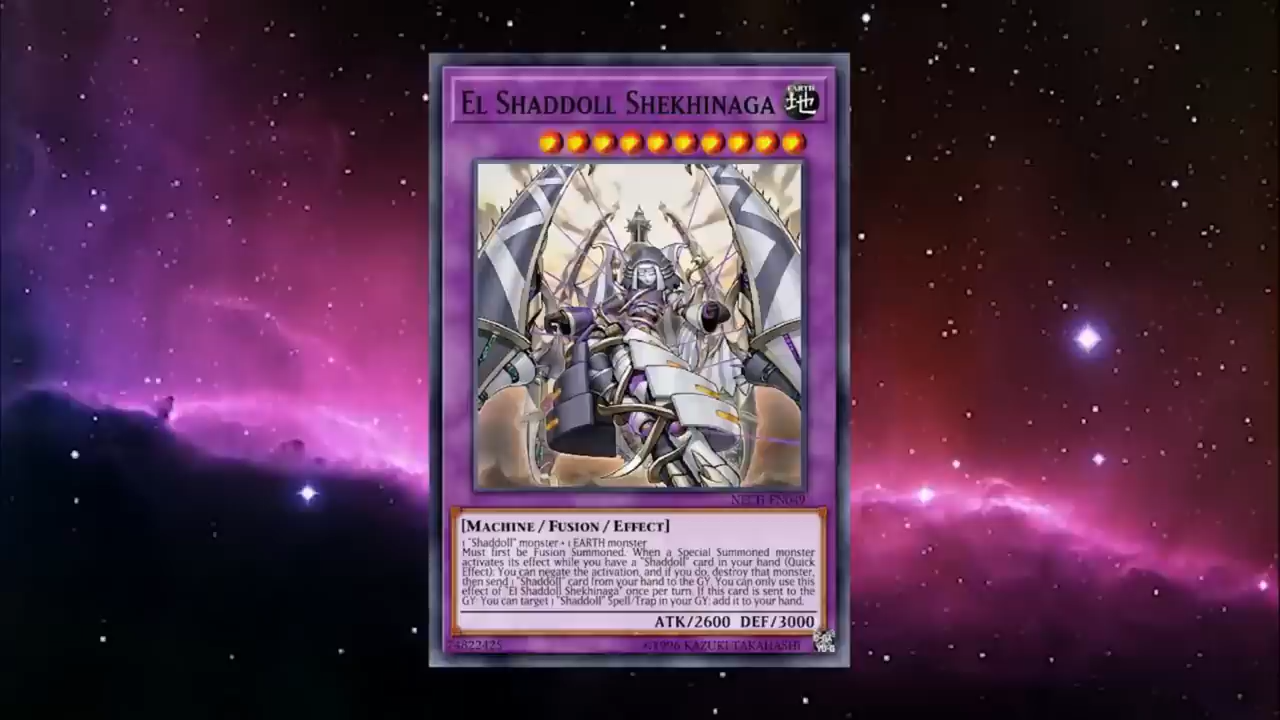 El Shaddoll Shekhinaga
EARTH
地
NECH-EN049
[Machine / Fusion / Effect]
1 "Shaddoll" monster + 1 EARTH monster
Must first be Fusion Summoned. When a Special Summoned monster
activates its effect while you have a "Shaddoll" card in your hand (Quick
Effect): You can negate the activation, and if you do, destroy that monster,
then send 1 "Shaddoll" card from your hand to the GY. You can only use this
effect of "El Shaddoll Shekhinaga" once per turn. If this card is sent to the
GY: You can target 1 "Shaddoll" Spell/Trap in your GY; add it to your hand.
ATK/2600 DEF/3000
74822425
©1996 KAZUKI TAKAHASHI